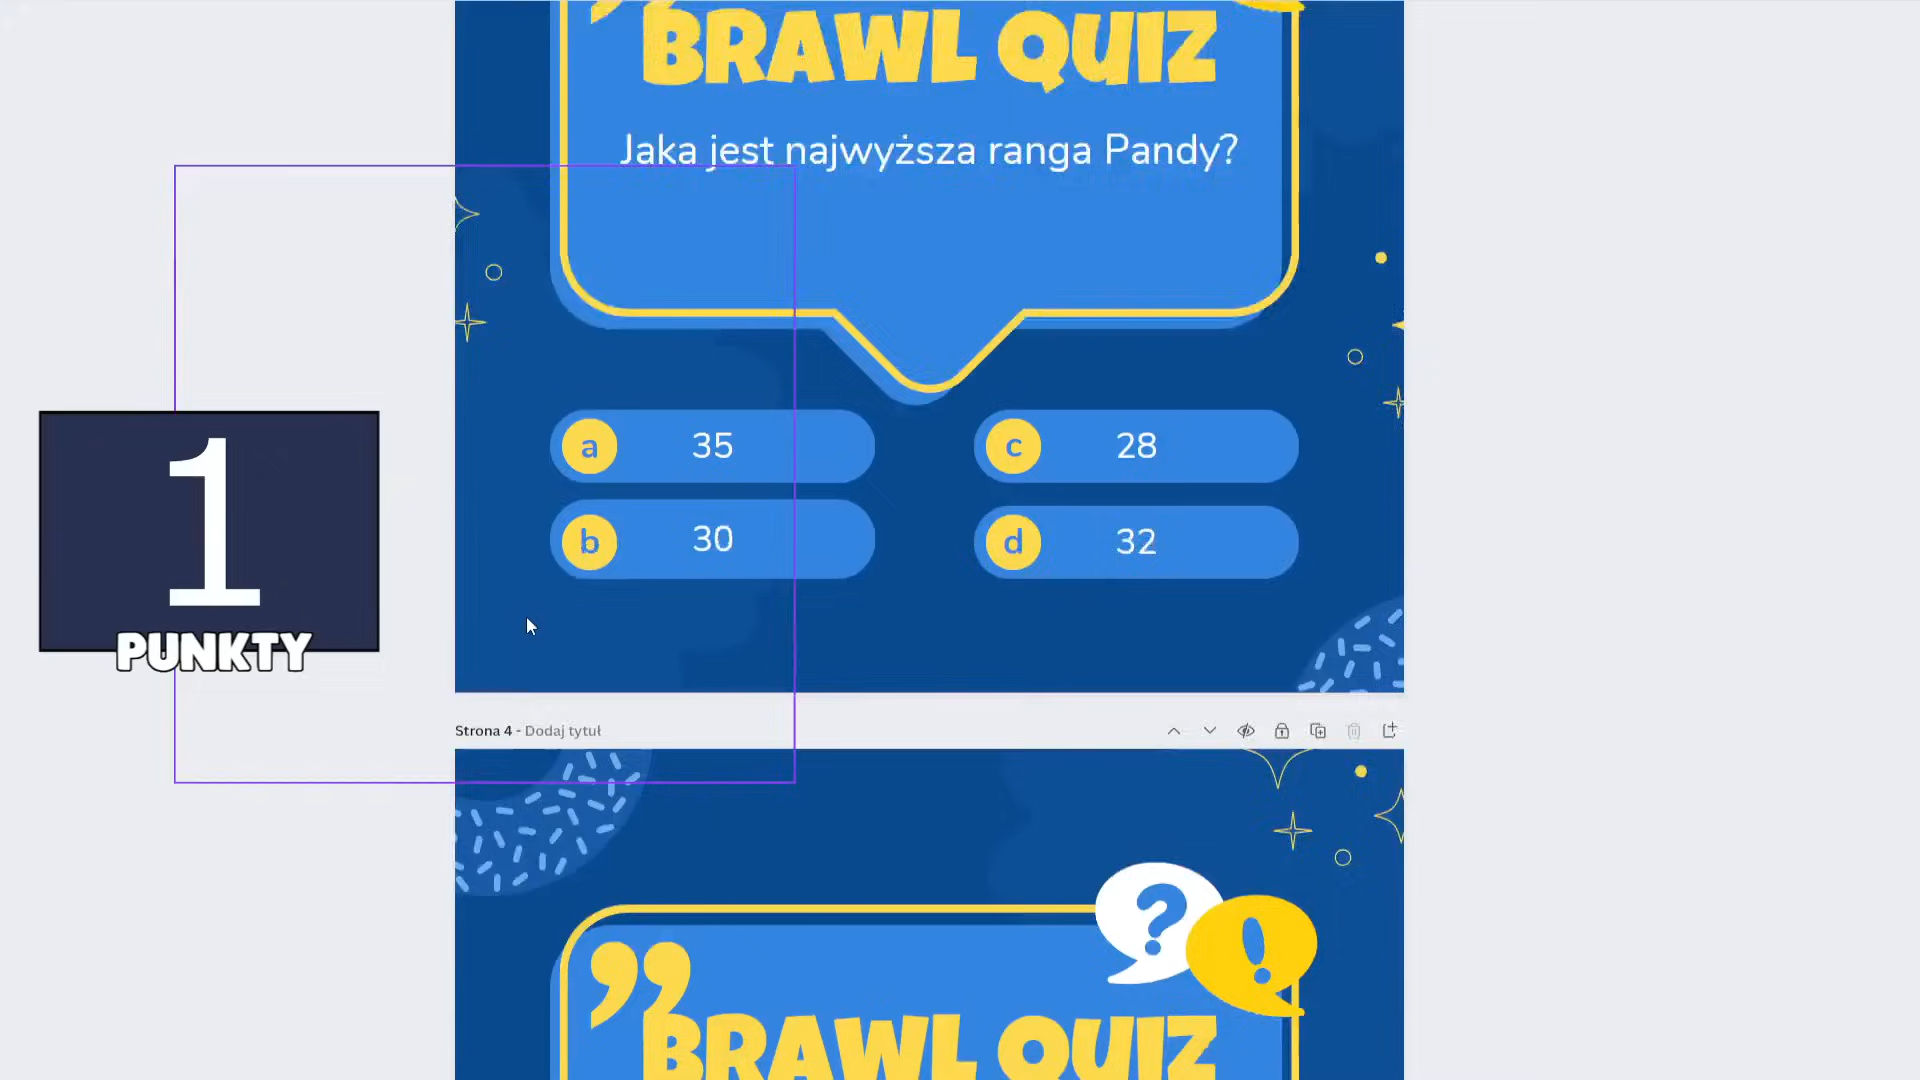 BRAWL QUIZ
Jaka jest najwyższa ranga Pandy?
a 35
c 28
b 30
d 32
1
PUNKTY
Strona 4 - Dodaj tytuł
?
!
”
BRAWL QUIZ